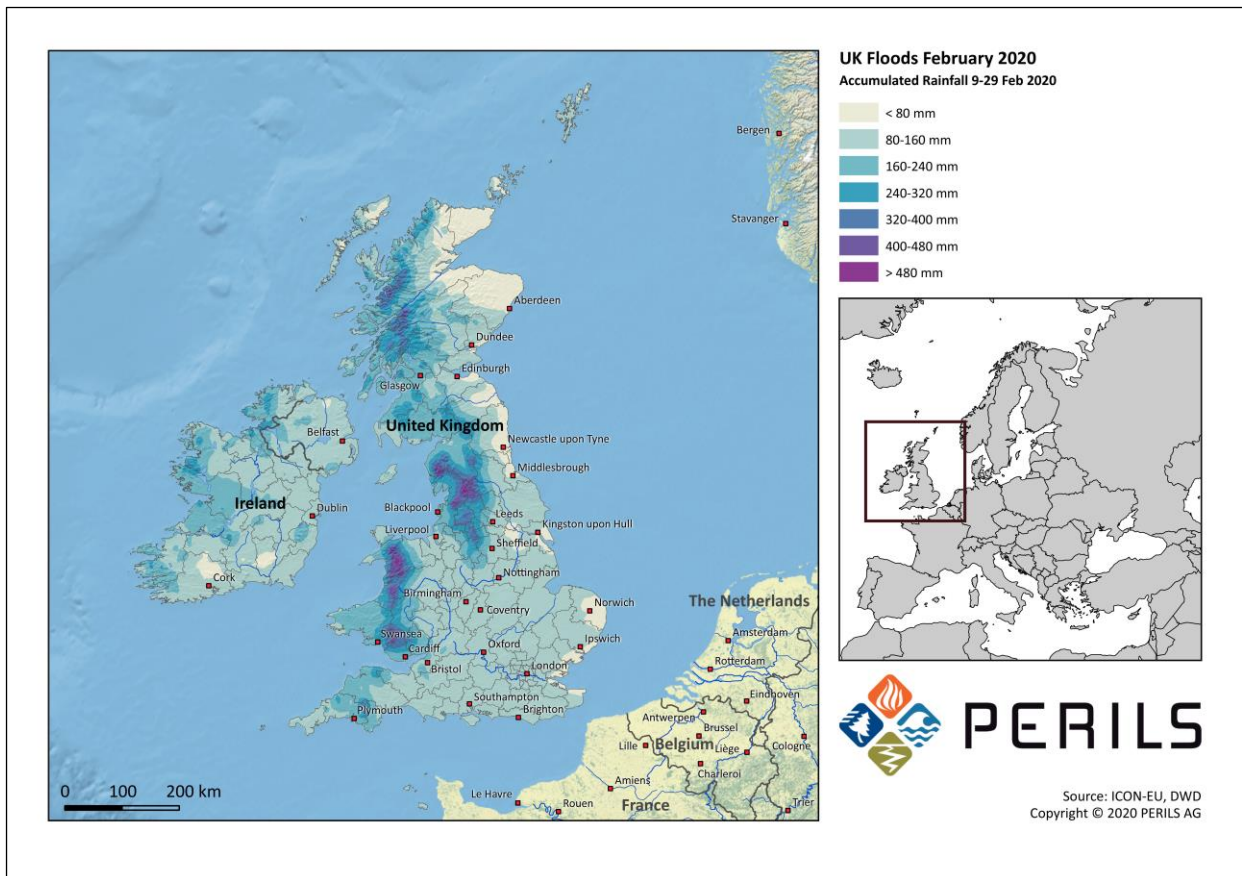 UK Floods February 2020
Accumulated Rainfall 9-29 Feb 2020
< 80 mm
80-160 mm
160-240 mm
240-320 mm
320-400 mm
400-480 mm
> 480 mm
Bergen
Stavanger
Aberdeen
Dundee
Edinburgh
Glasgow
United Kingdom
Belfast
Newcastle upon Tyne
Middlesbrough
Ireland
Dublin
Blackpool
Leeds
Liverpool
Kingston upon Hull
Sheffield
Cork
Nottingham
Birmingham
Coventry
Norwich
The Netherlands
Swansea
Cardiff
Oxford
Ipswich
Amsterdam
Bristol
London
Rotterdam
Southampton
Eindhoven
Plymouth
Brighton
Antwerpen
Brussel
Lille
Belgium
Liège
Cologne
Charleroi
Amiens
Le Havre
Rouen
France
Trier
0 100 200 km
PERILS
Source: ICON-EU, DWD
Copyright © 2020 PERILS AG